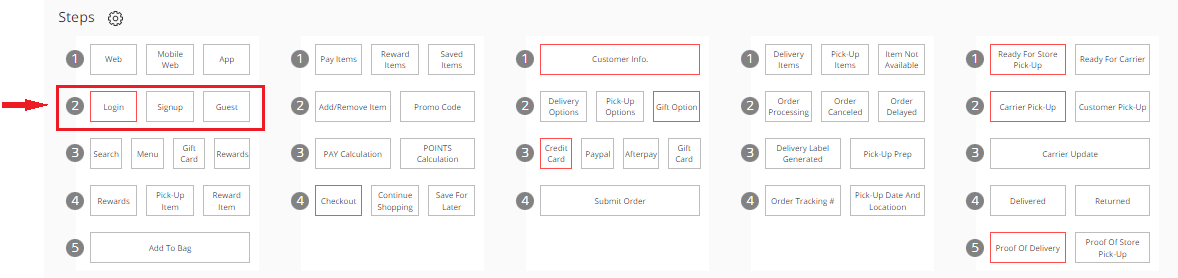 Steps
1 Web Mobile Web App
2 Login Signup Guest
3 Search Menu Gift Card Rewards
4 Rewards Pick-Up Item Reward Item
5 Add To Bag
1 Pay Items Reward Items Saved Items
2 Add/Remove Item Promo Code
3 PAY Calculation POINTS Calculation
4 Checkout Continue Shopping Save For Later
1 Customer Info.
2 Delivery Options Pick-Up Options Gift Option
3 Credit Card Paypal Afterpay Gift Card
4 Submit Order
1 Delivery Items Pick-Up Items Item Not Available
2 Order Processing Order Canceled Order Delayed
3 Delivery Label Generated Pick-Up Prep
4 Order Tracking # Pick-Up Date And Locatioon
1 Ready For Store Pick-Up Ready For Carrier
2 Carrier Pick-Up Customer Pick-Up
3 Carrier Update
4 Delivered Returned
5 Proof Of Delivery Proof Of Store Pick-Up